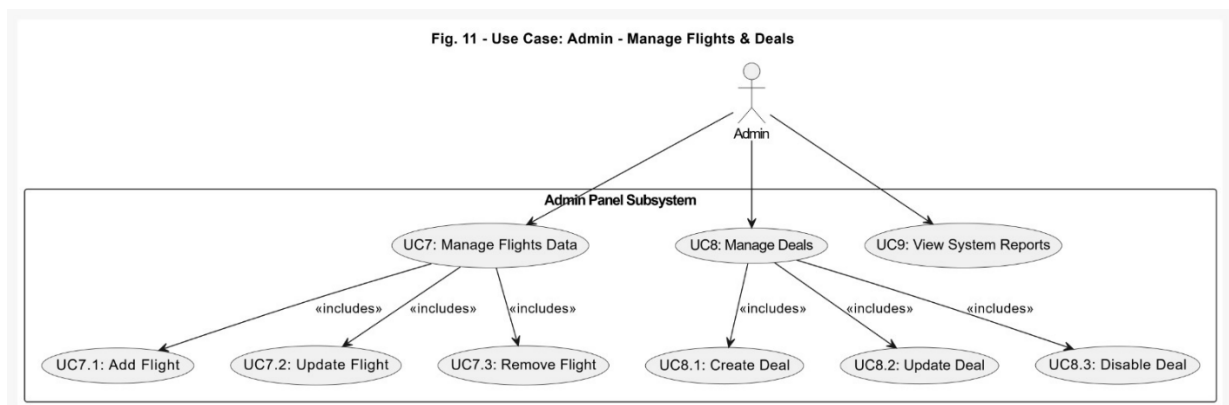 Fig. 11 - Use Case: Admin - Manage Flights & Deals
Admin
Admin Panel Subsystem
UC7: Manage Flights Data
UC8: Manage Deals
UC9: View System Reports
«includes»
«includes»
«includes»
«includes»
«includes»
«includes»
UC7.1: Add Flight
UC7.2: Update Flight
UC7.3: Remove Flight
UC8.1: Create Deal
UC8.2: Update Deal
UC8.3: Disable Deal